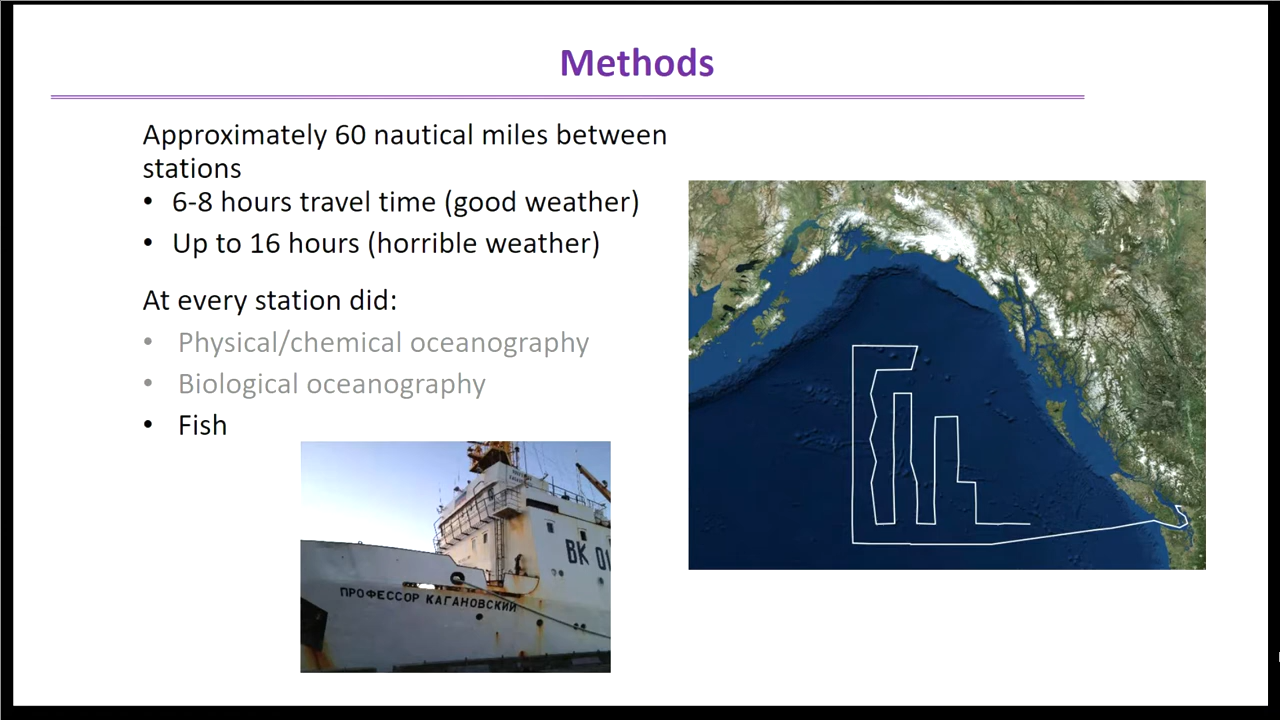 Methods
Approximately 60 nautical miles between
stations
• 6-8 hours travel time (good weather)
• Up to 16 hours (horrible weather)
At every station did:
• Physical/chemical oceanography
• Biological oceanography
• Fish
ВК 01
ПРОФЕССОР КАГАНОВСКИЙ